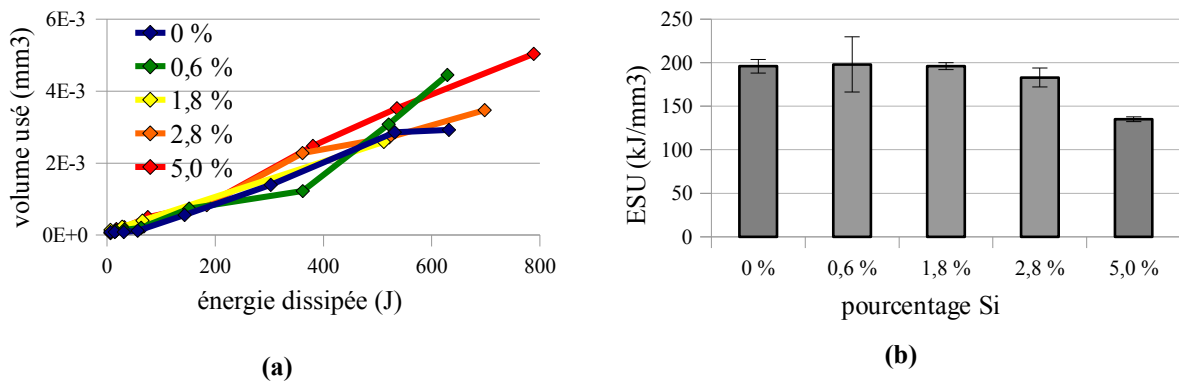 6E-3
4E-3
2E-3
0E+0
volume usé (mm3)
0 %
0,6 %
1,8 %
2,8 %
5,0 %
0
200
400
600
800
énergie dissipée (J)
(a)
250
200
150
100
50
0
ESU (kJ/mm3)
0 %
0,6 %
1,8 %
2,8 %
5,0 %
pourcentage Si
(b)